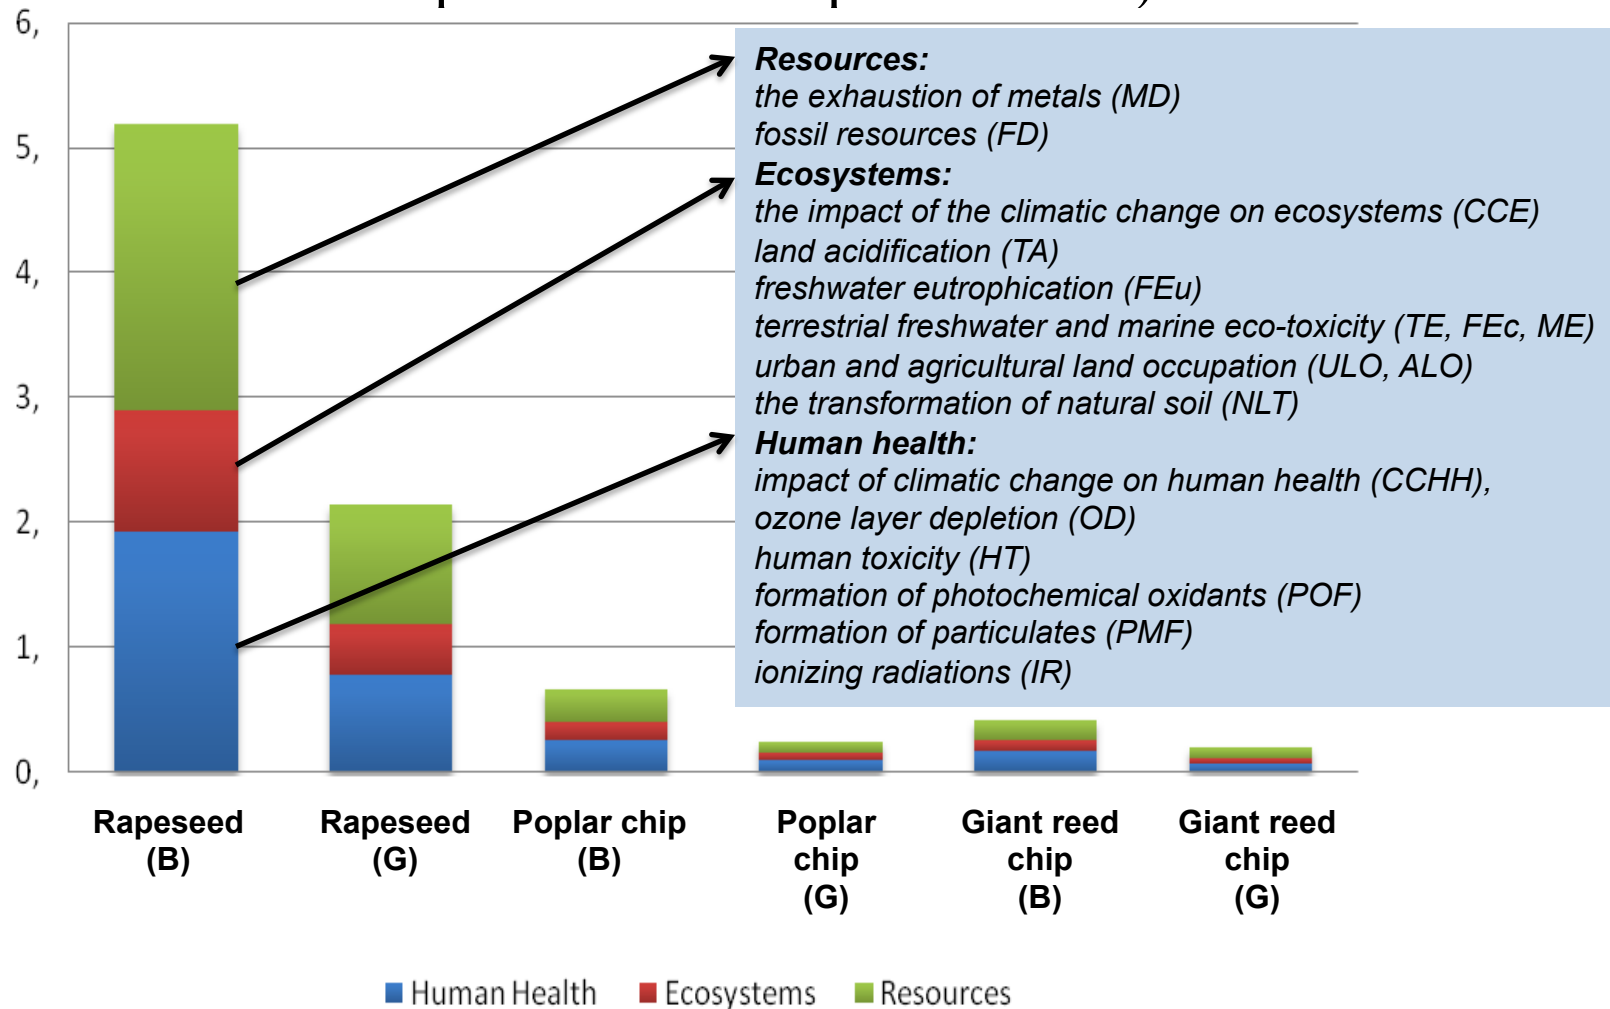 6,
5,
4,
3,
2,
1,
0,
Resources:
the exhaustion of metals (MD)
fossil resources (FD)
Ecosystems:
the impact of the climatic change on ecosystems (CCE)
land acidification (TA)
freshwater eutrophication (FEu)
terrestrial freshwater and marine eco-toxicity (TE, FEc, ME)
urban and agricultural land occupation (ULO, ALO)
the transformation of natural soil (NLT)
Human health:
impact of climatic change on human health (CCHH),
ozone layer depletion (OD)
human toxicity (HT)
formation of photochemical oxidants (POF)
formation of particulates (PMF)
ionizing radiations (IR)
Rapeseed
(B)
Rapeseed
(G)
Poplar chip
(B)
Poplar
chip
(G)
Giant reed
chip
(B)
Giant reed
chip
(G)
Human Health
Ecosystems
Resources